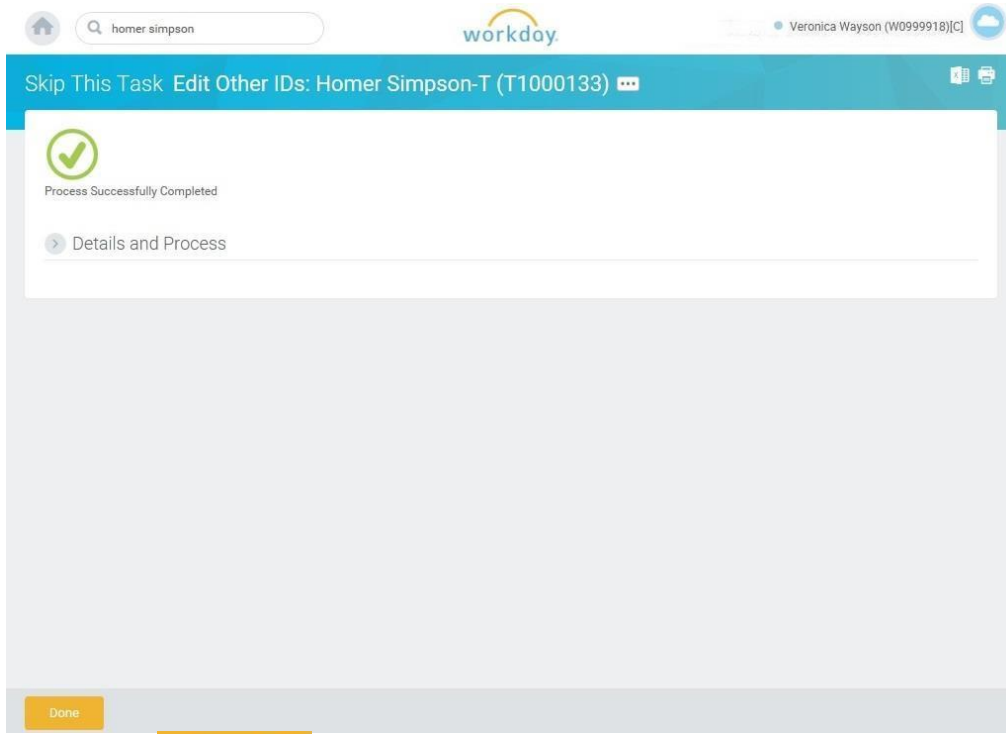 homer simpson
workday.
Veronica Wayson (W0999918)[C]
Skip This Task Edit Other IDs: Homer Simpson-T (T1000133)
Process Successfully Completed
Details and Process
Done